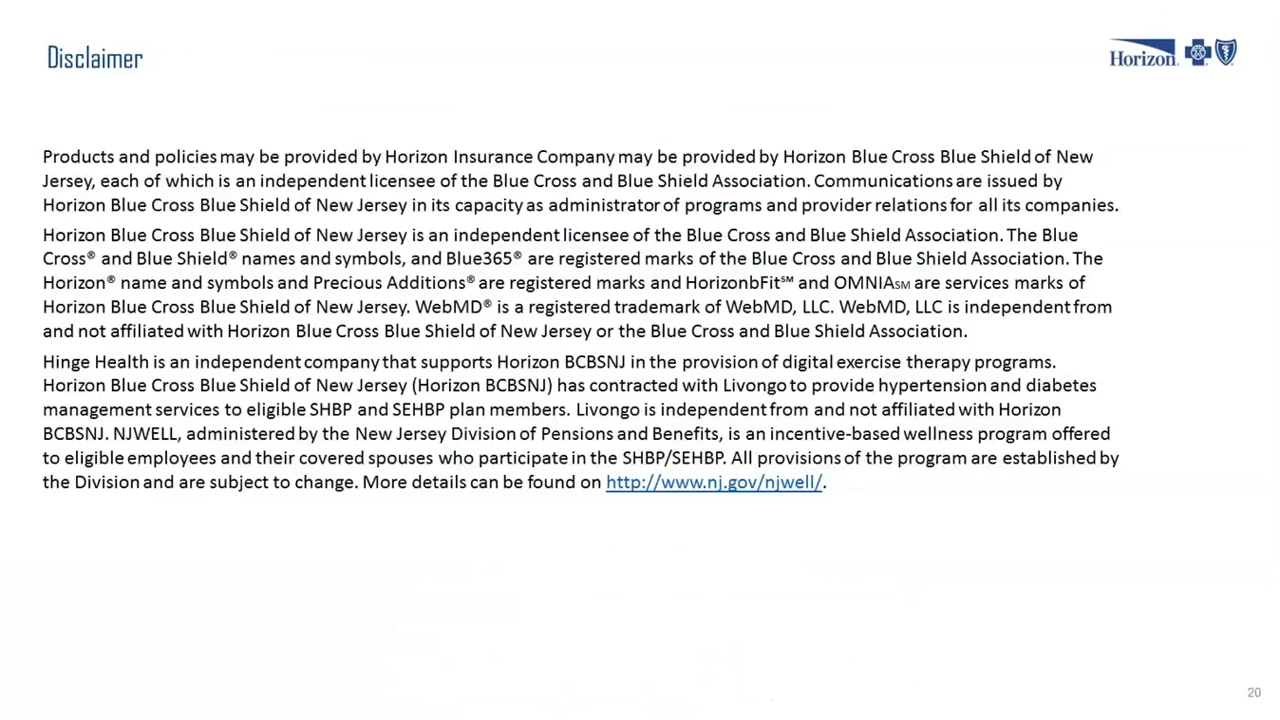 Disclaimer
Horizon®
Products and policies may be provided by Horizon Insurance Company may be provided by Horizon Blue Cross Blue Shield of New
Jersey, each of which is an independent licensee of the Blue Cross and Blue Shield Association. Communications are issued by
Horizon Blue Cross Blue Shield of New Jersey in its capacity as administrator of programs and provider relations for all its companies.
Horizon Blue Cross Blue Shield of New Jersey is an independent licensee of the Blue Cross and Blue Shield Association. The Blue
Cross® and Blue Shield® names and symbols, and Blue365® are registered marks of the Blue Cross and Blue Shield Association. The
Horizon® name and symbols and Precious Additions® are registered marks and HorizonbFit℠ and OMNIASM are services marks of
Horizon Blue Cross Blue Shield of New Jersey. WebMD® is a registered trademark of WebMD, LLC. WebMD, LLC is independent from
and not affiliated with Horizon Blue Cross Blue Shield of New Jersey or the Blue Cross and Blue Shield Association.
Hinge Health is an independent company that supports Horizon BCBSNJ in the provision of digital exercise therapy programs.
Horizon Blue Cross Blue Shield of New Jersey (Horizon BCBSNJ) has contracted with Livongo to provide hypertension and diabetes
management services to eligible SHBP and SEHBP plan members. Livongo is independent from and not affiliated with Horizon
BCBSNJ. NJWELL, administered by the New Jersey Division of Pensions and Benefits, is an incentive-based wellness program offered
to eligible employees and their covered spouses who participate in the SHBP/SEHBP. All provisions of the program are established by
the Division and are subject to change. More details can be found on http://www.nj.gov/njwell/.
20